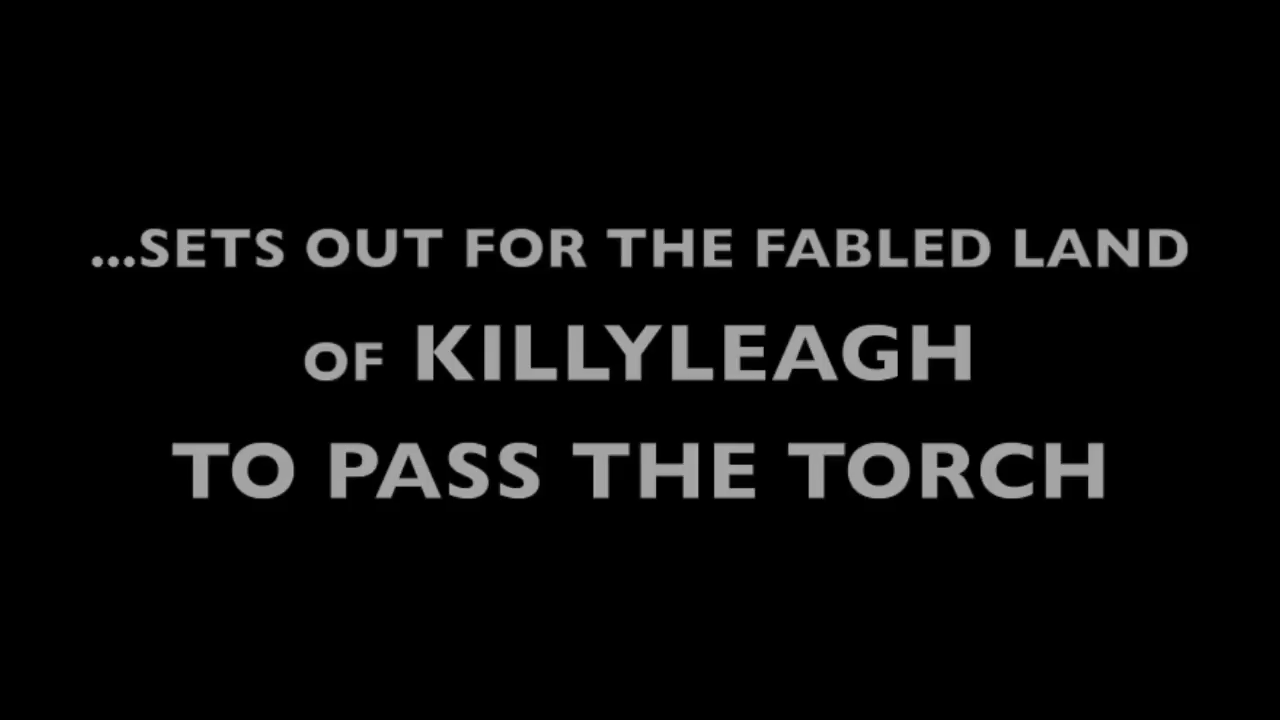 ...SETS OUT FOR THE FABLED LAND
OF KILLYLEAGH
TO PASS THE TORCH